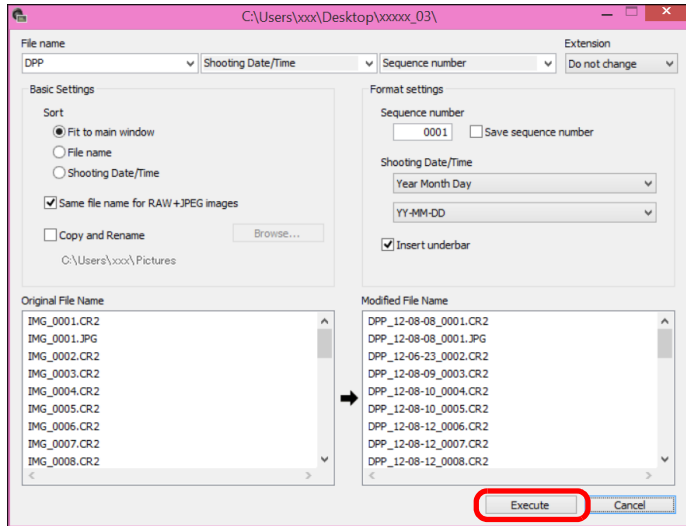 C:\Users\xxx\Desktop\xxxxx_03\
File name
Extension
DPP
Shooting Date/Time
Sequence number
Do not change
Basic Settings
Sort
Fit to main window
File name
Shooting Date/Time
Same file name for RAW+JPEG images
Copy and Rename
Browse...
C:\Users\xxx\Pictures
Format settings
Sequence number
0001
Save sequence number
Shooting Date/Time
Year Month Day
YY-MM-DD
Insert underbar
Original File Name
IMG_0001.CR2
IMG_0001.JPG
IMG_0002.CR2
IMG_0003.CR2
IMG_0004.CR2
IMG_0005.CR2
IMG_0006.CR2
IMG_0007.CR2
IMG_0008.CR2
Modified File Name
DPP_12-08-08_0001.CR2
DPP_12-08-08_0001.JPG
DPP_12-06-23_0002.CR2
DPP_12-08-09_0003.CR2
DPP_12-08-10_0004.CR2
DPP_12-08-10_0005.CR2
DPP_12-08-12_0006.CR2
DPP_12-08-12_0007.CR2
DPP_12-08-12_0008.CR2
Execute
Cancel